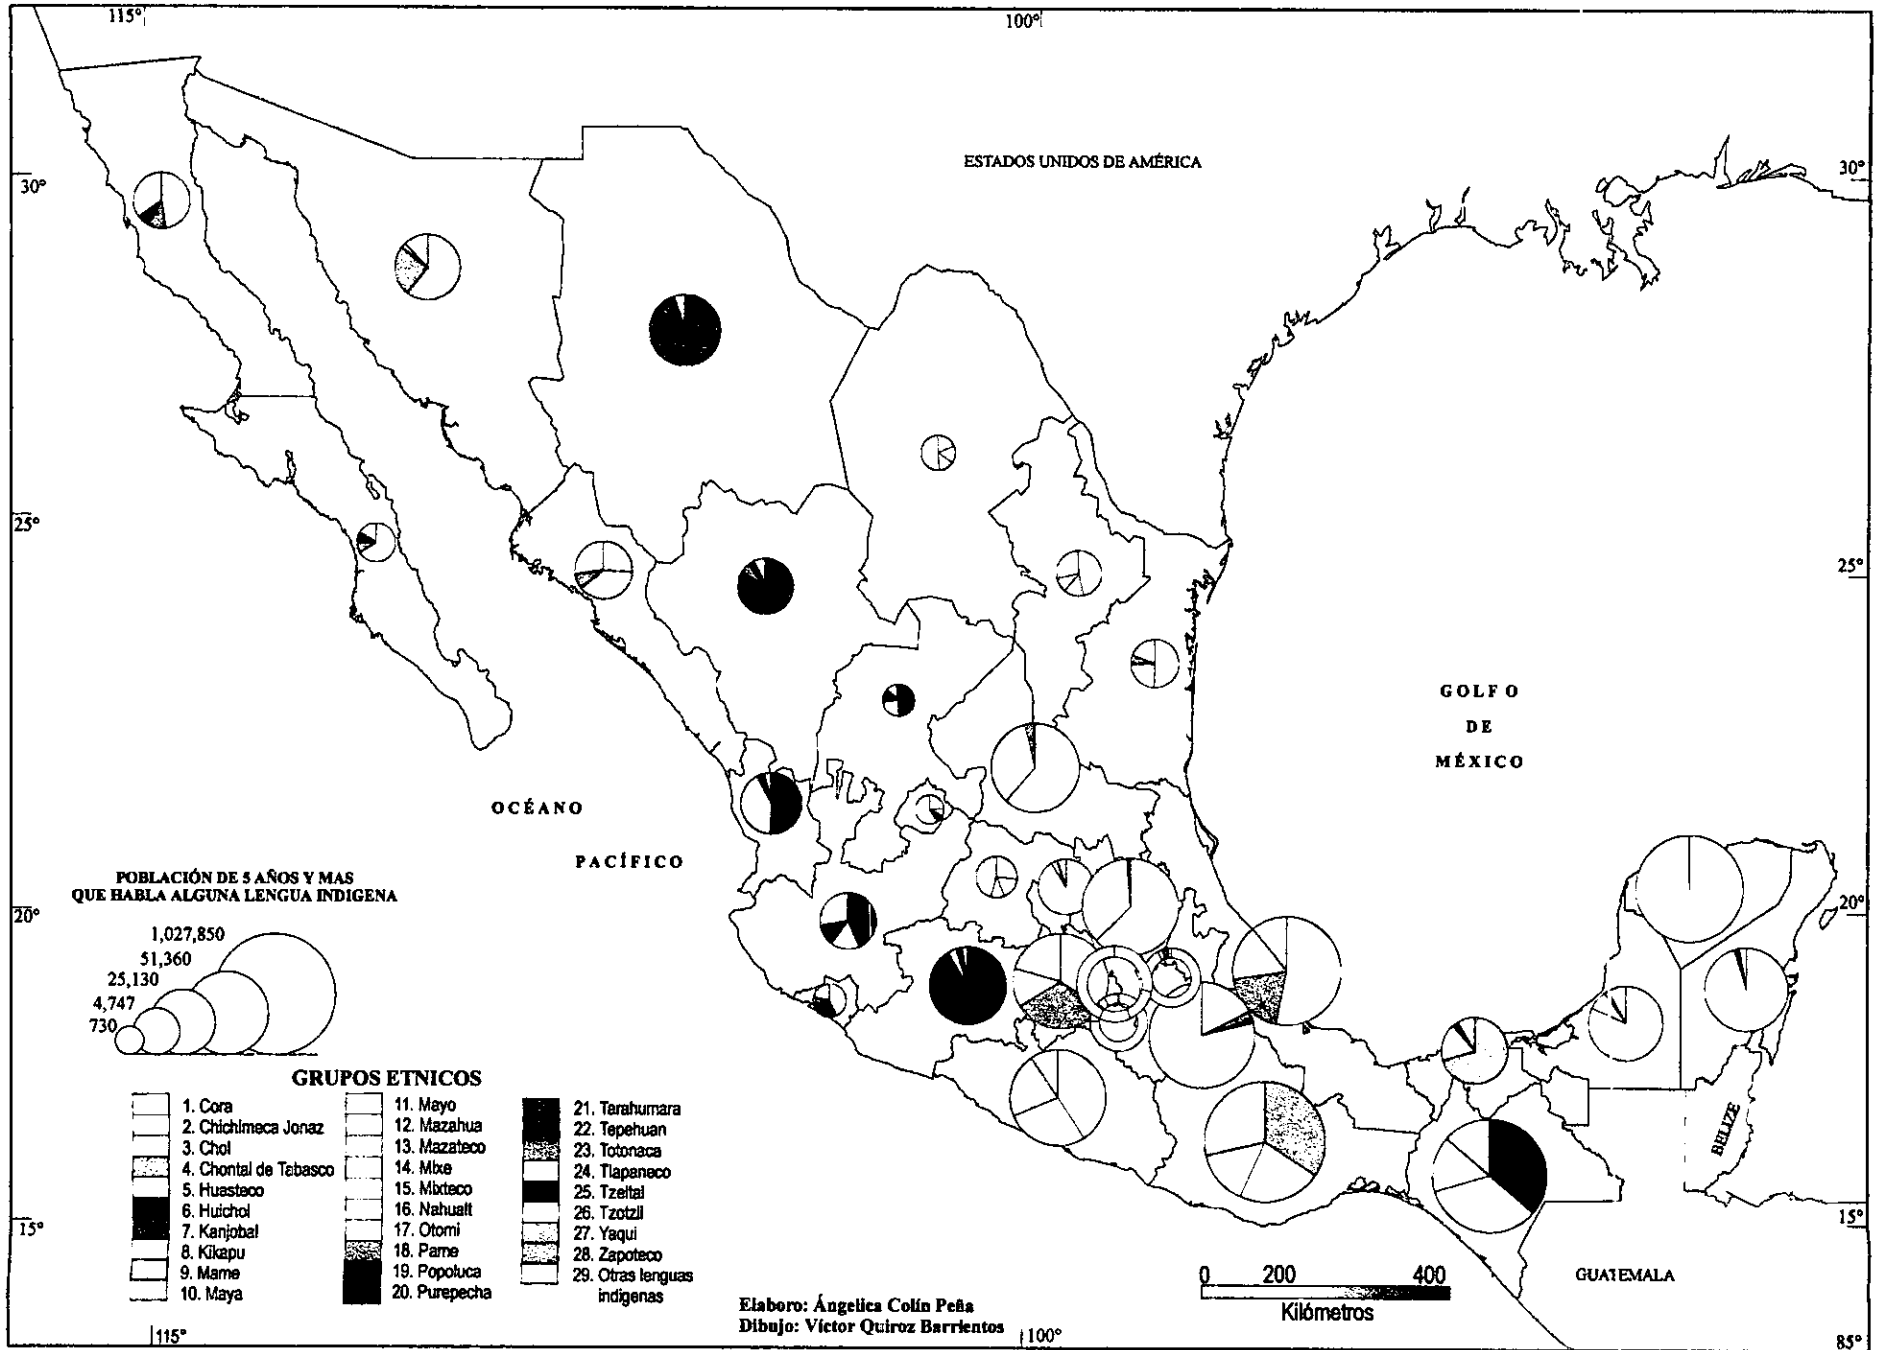 115°
100°
ESTADOS UNIDOS DE AMÉRICA
30°
30°
25°
25°
GOLFO
DE
MÉXICO
OCÉANO
PACÍFICO
POBLACIÓN DE 5 AÑOS Y MAS
QUE HABLA ALGUNA LENGUA INDIGENA
20°
20°
1,027,850
51,360
25,130
4,747
730
GRUPOS ETNICOS
1. Cora
2. Chichimeca Jonaz
3. Chol
4. Chontal de Tabasco
5. Huasteco
6. Huichol
7. Kanjobal
8. Kikapu
9. Mame
10. Maya
11. Mayo
12. Mazahua
13. Mazateco
14. Mixe
15. Mixteco
16. Nahualt
17. Otomi
18. Pame
19. Popoluca
20. Purepecha
21. Tarahumara
22. Tepehuan
23. Totonaca
24. Tlapaneco
25. Tzeltal
26. Tzotzil
27. Yaqui
28. Zapoteco
29. Otras lenguas
indigenas
BELIZE
15°
15°
GUATEMALA
0 200 400
Kilómetros
Elaboro: Ángelica Colín Peña
Dibujo: Víctor Quiroz Barrientos
115°
100°
85°